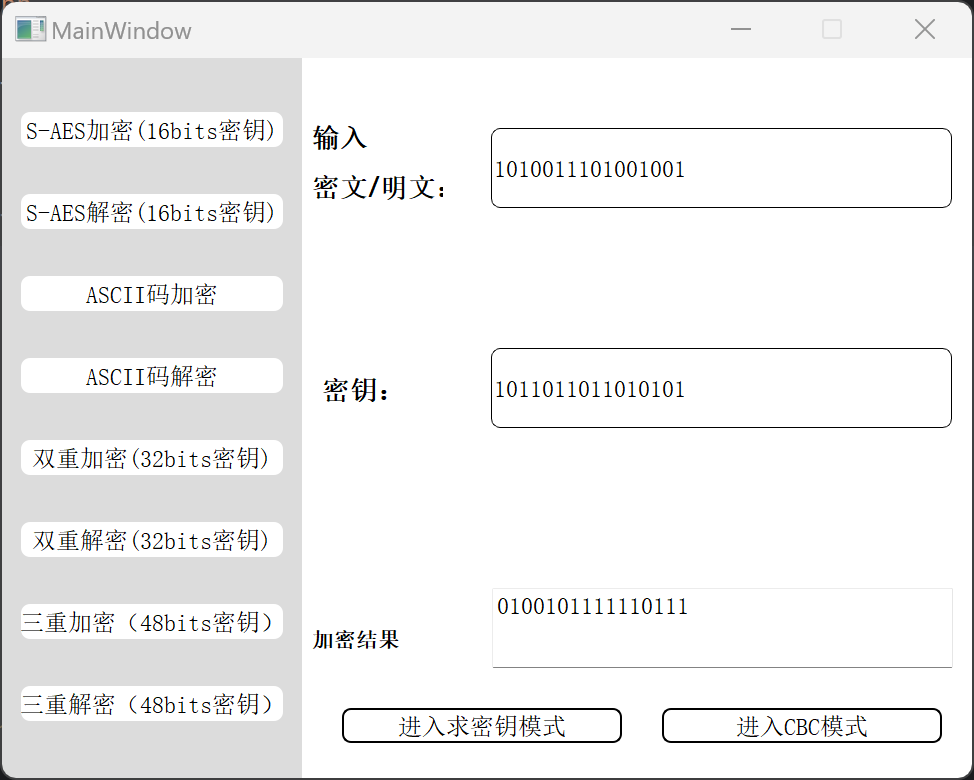 MainWindow
S-AES加密(16bits密钥)
S-AES解密(16bits密钥)
ASCII码加密
ASCII码解密
双重加密(32bits密钥)
双重解密(32bits密钥)
三重加密（48bits密钥）
三重解密（48bits密钥）
输入
密文/明文：
1010011101001001
密钥：
1011011011010101
加密结果
0100101111110111
进入求密钥模式
进入CBC模式